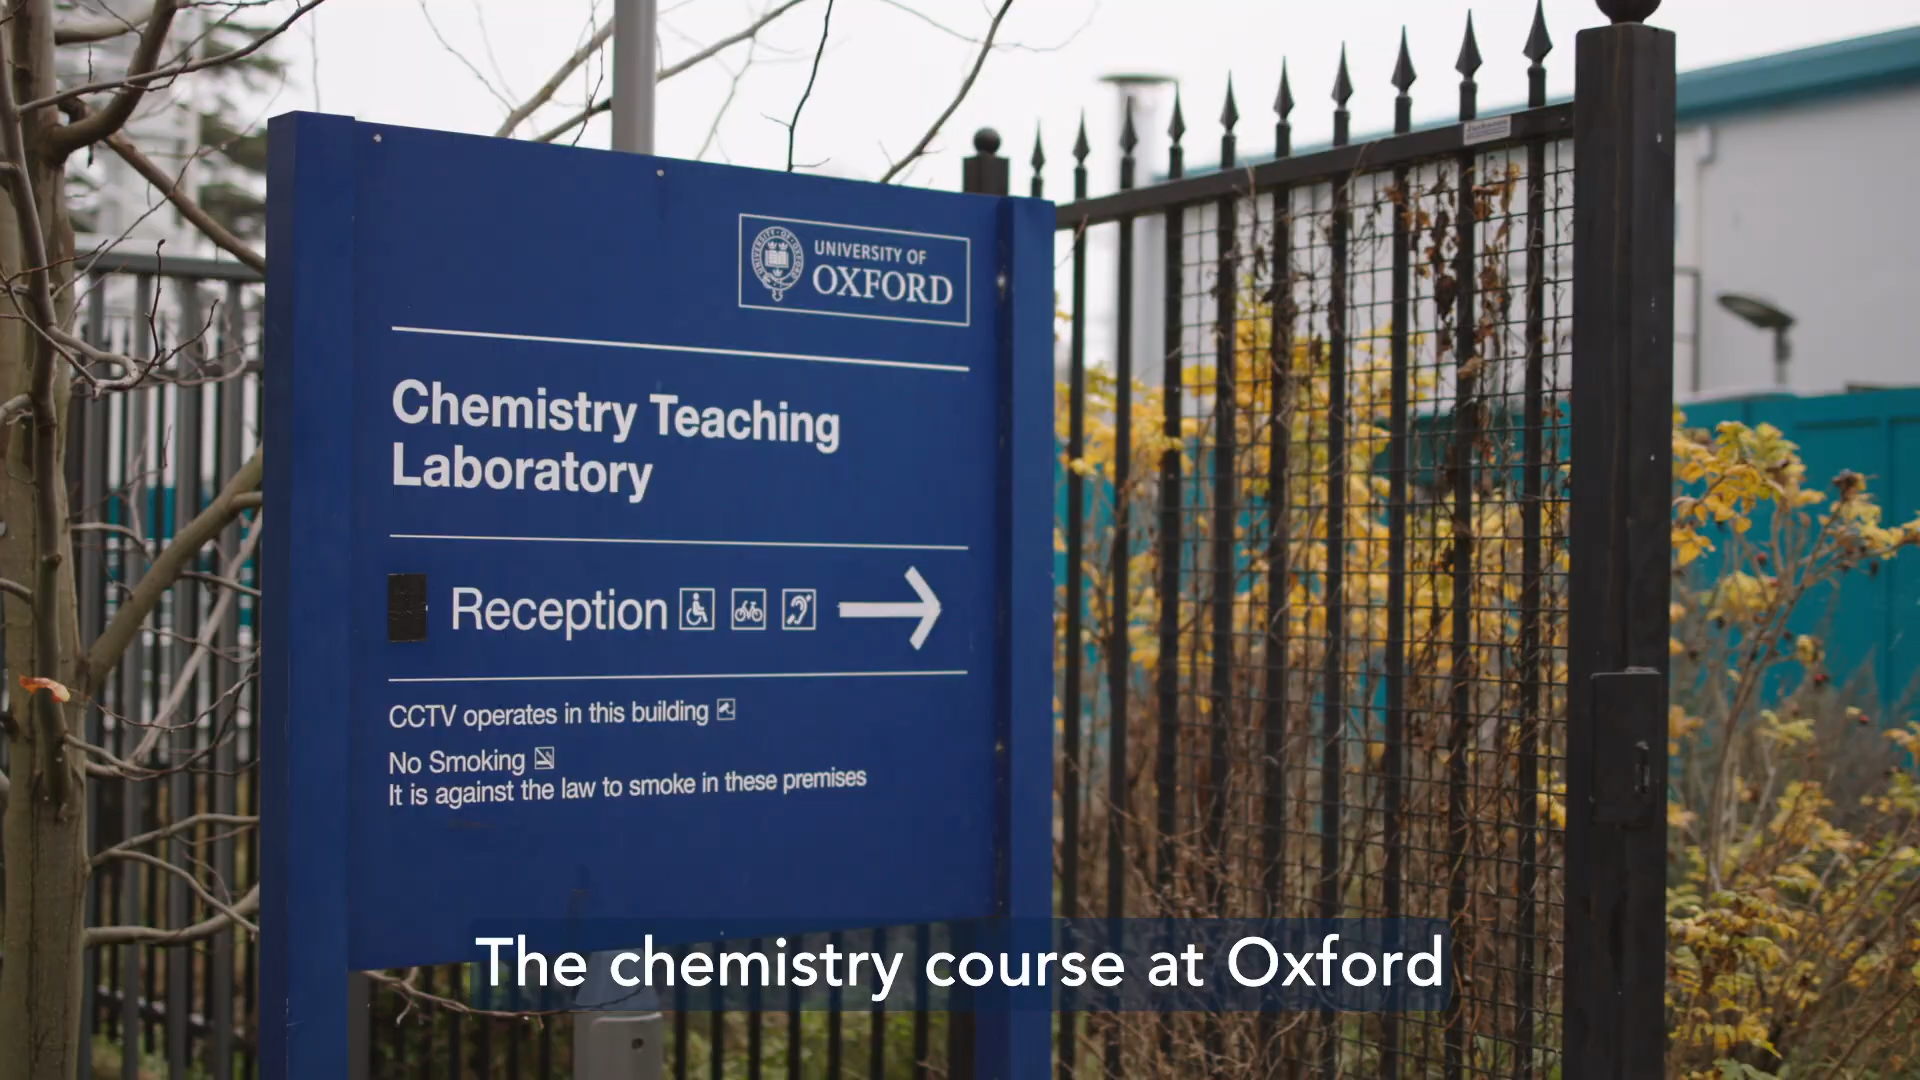 UNIVERSITY OF
OXFORD
Chemistry Teaching
Laboratory
Reception
CCTV operates in this building
No Smoking
It is against the law to smoke in these premises
The chemistry course at Oxford